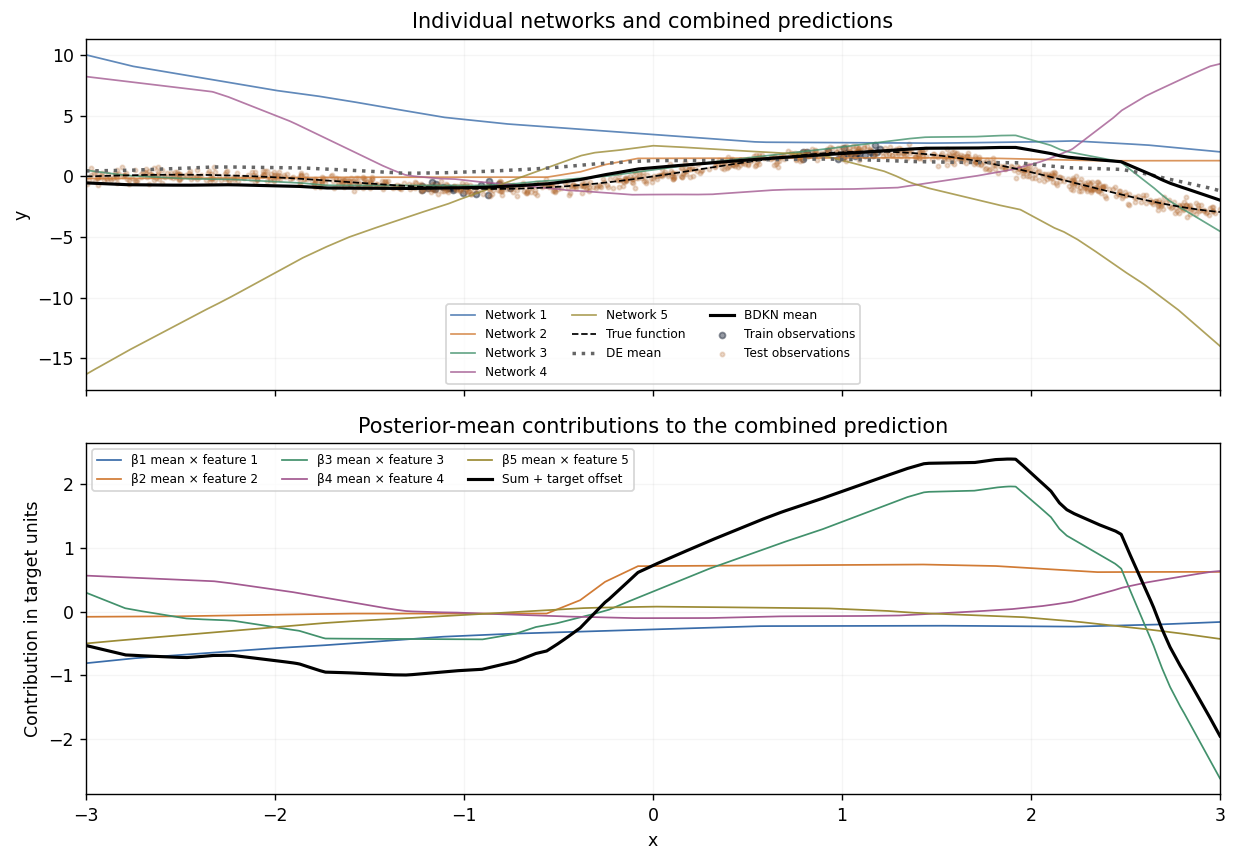 Individual networks and combined predictions
10
5
0
−5
−10
−15
y
Network 1
Network 2
Network 3
Network 4
Network 5
True function
DE mean
BDKN mean
Train observations
Test observations
Posterior-mean contributions to the combined prediction
β1 mean × feature 1
β2 mean × feature 2
β3 mean × feature 3
β4 mean × feature 4
β5 mean × feature 5
Sum + target offset
2
1
0
−1
−2
Contribution in target units
−3
−2
−1
0
1
2
3
x